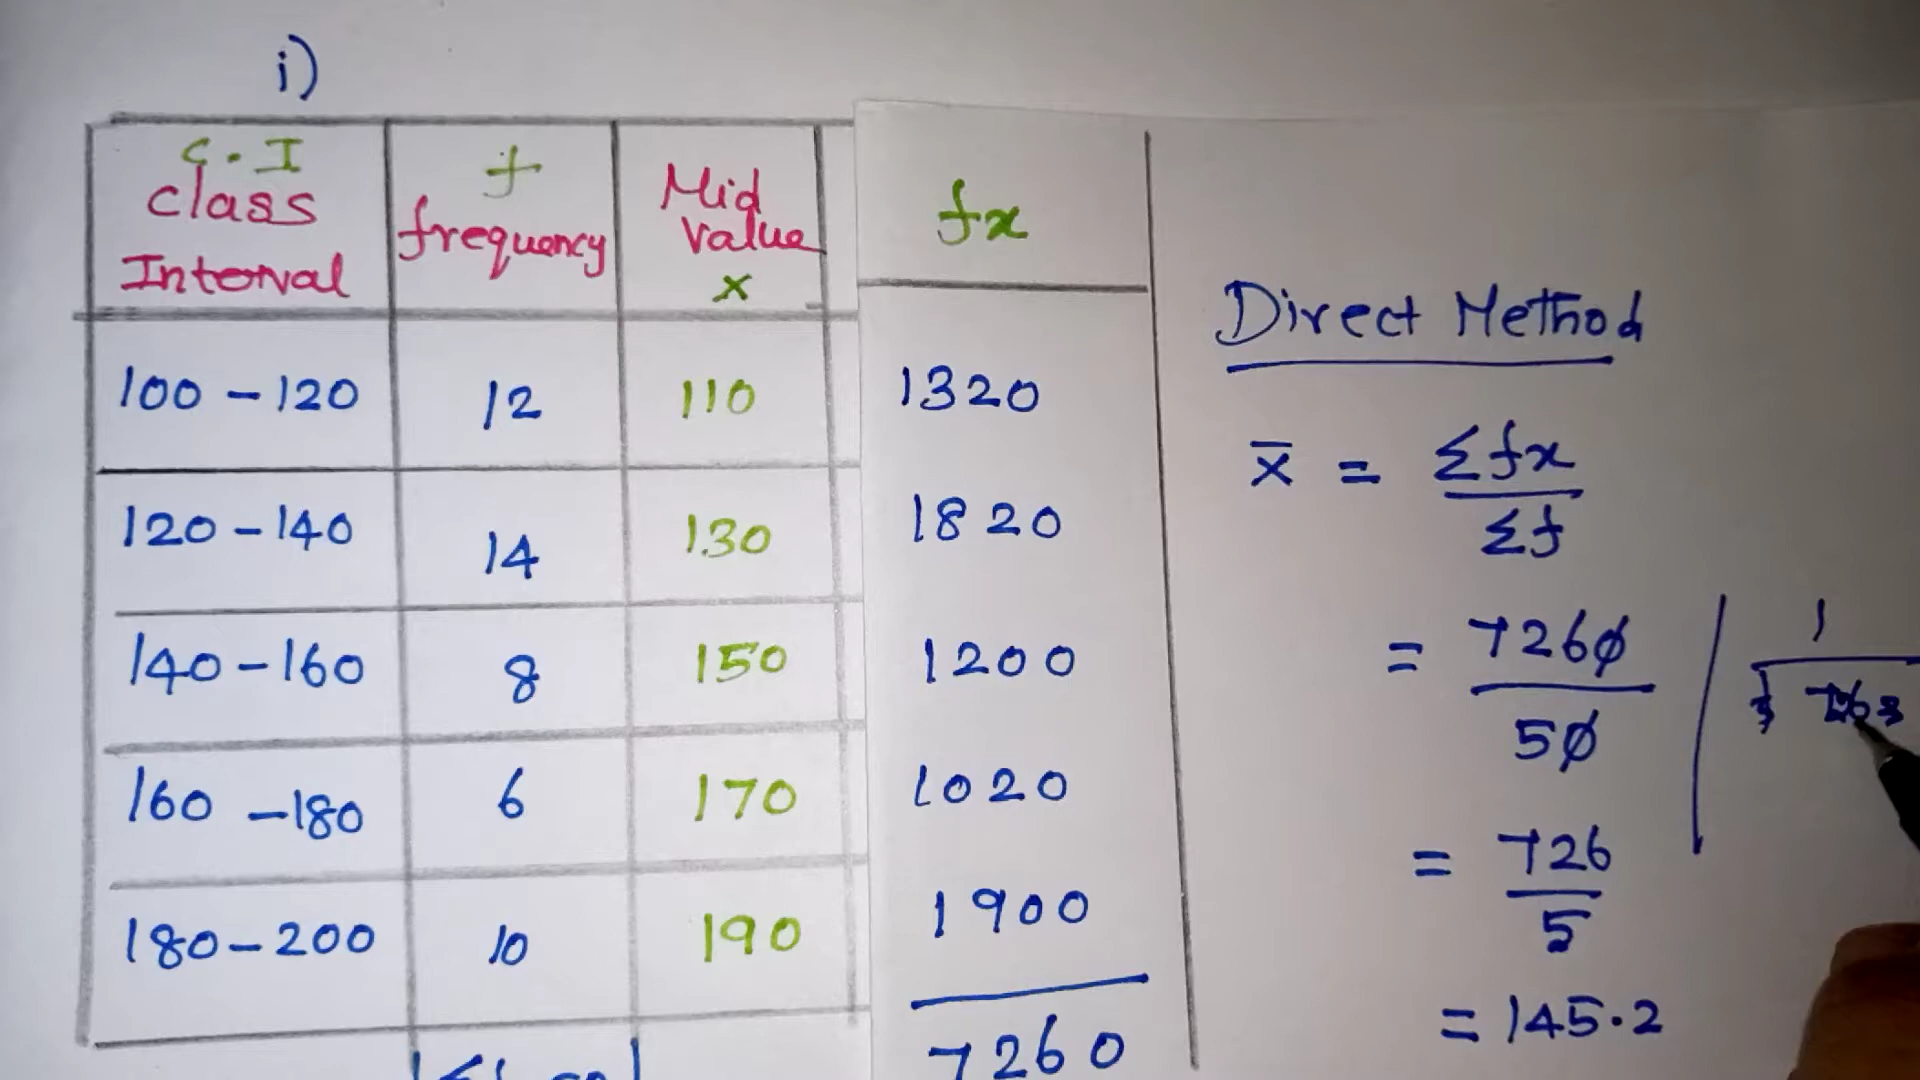 i)
C.I
class
Interval
f
frequency
Mid
Value
x
fx
100-120 12 110 1320
120-140 14 130 1820
140-160 8 150 1200
160-180 6 170 1020
180-200 10 190 1900
7260
Direct Method
x̄ = Σfx
Σf
= 7260
50
= 726
5
= 145.2
1